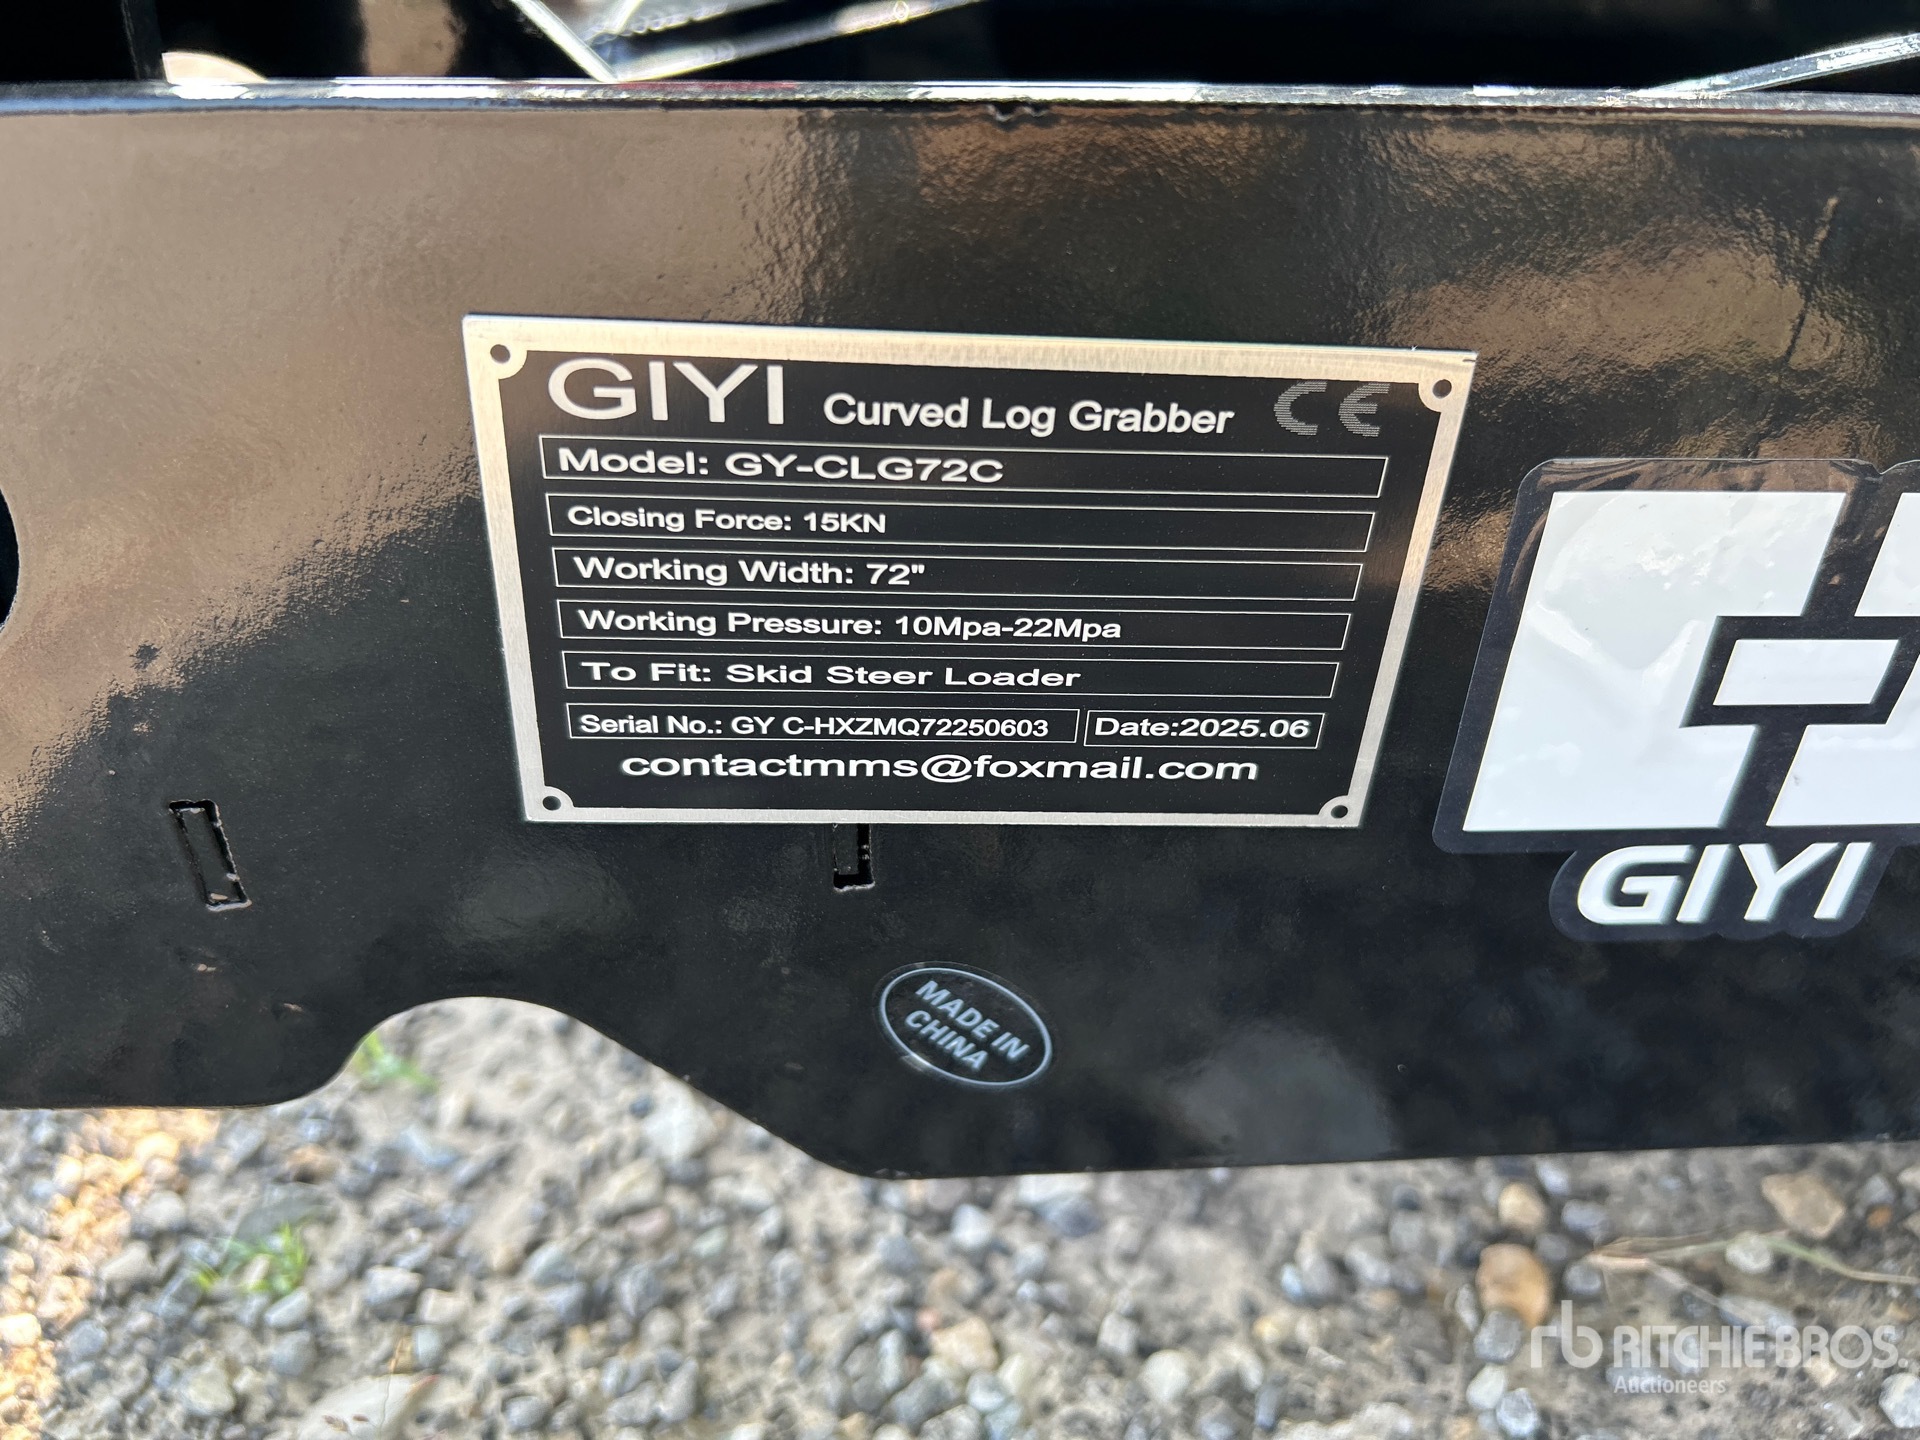 GIYI Curved Log Grabber CE
Model: GY-CLG72C
Closing Force: 15KN
Working Width: 72"
Working Pressure: 10Mpa-22Mpa
To Fit: Skid Steer Loader
Serial No.: GY C-HXZMQ72250603 Date:2025.06
contactmms@foxmail.com
GIYI
MADE IN
CHINA
rb RITCHIE BROS.
Auctioneers